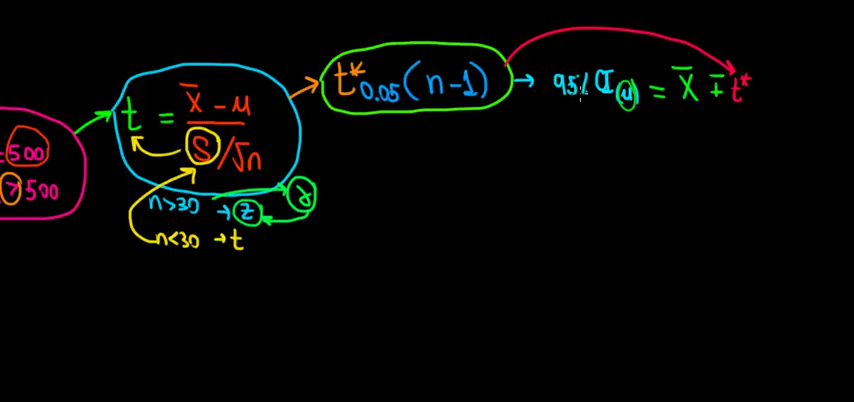 = 500
> 500
t = x̄ - μ / S/√n
n>30 → z
n<30 → t
t*0.05 (n-1) → 95% CI(μ) = x̄ ∓ t*